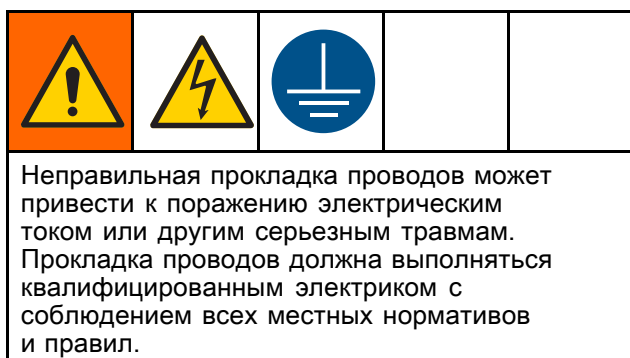 Неправильная прокладка проводов может
привести к поражению электрическим
током или другим серьезным травмам.
Прокладка проводов должна выполняться
квалифицированным электриком с
соблюдением всех местных нормативов
и правил.